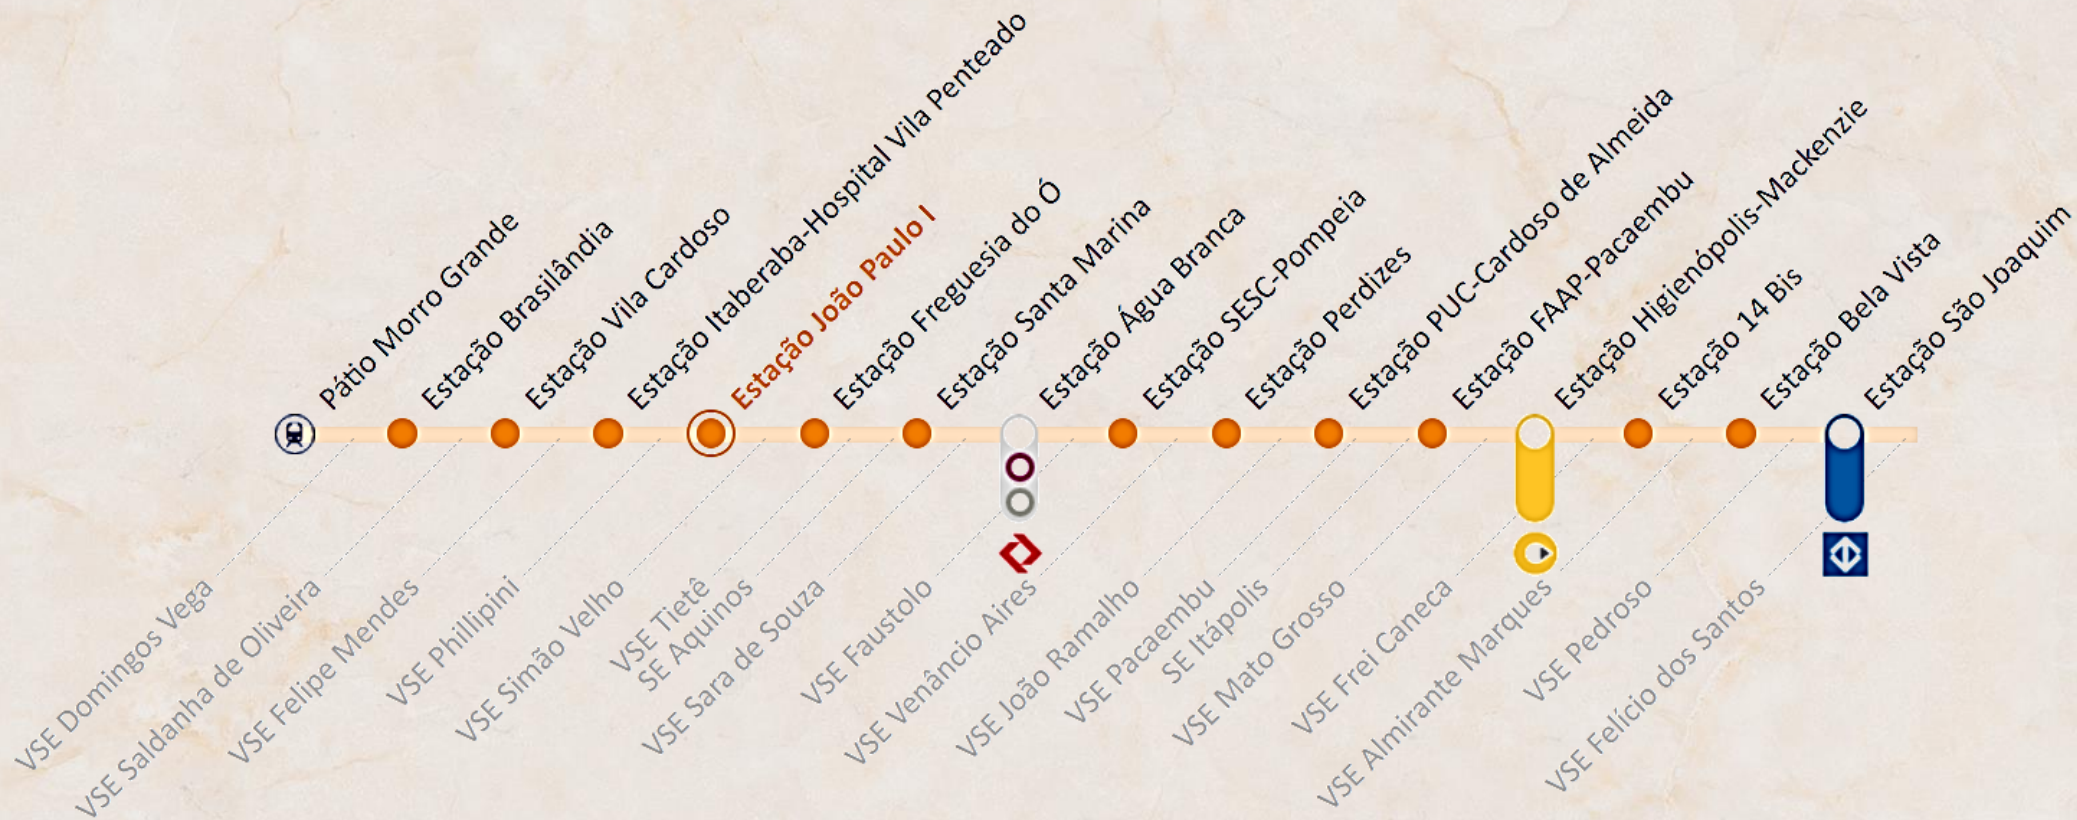 Pátio Morro Grande
Estação Brasilândia
Estação Vila Cardoso
Estação Itaberaba-Hospital Vila Penteado
Estação João Paulo I
Estação Freguesia do Ó
Estação Santa Marina
Estação Água Branca
Estação SESC-Pompeia
Estação Perdizes
Estação PUC-Cardoso de Almeida
Estação FAAP-Pacaembu
Estação Higienópolis-Mackenzie
Estação 14 Bis
Estação Bela Vista
Estação São Joaquim
VSE Domingos Vega
VSE Saldanha de Oliveira
VSE Felipe Mendes
VSE Phillipini
VSE Simão Velho
VSE Tietê
SE Aquinos
VSE Sara de Souza
VSE Faustolo
VSE Venâncio Aires
VSE João Ramalho
VSE Pacaembu
SE Itápolis
VSE Mato Grosso
VSE Frei Caneca
VSE Almirante Marques
VSE Pedroso
VSE Felício dos Santos